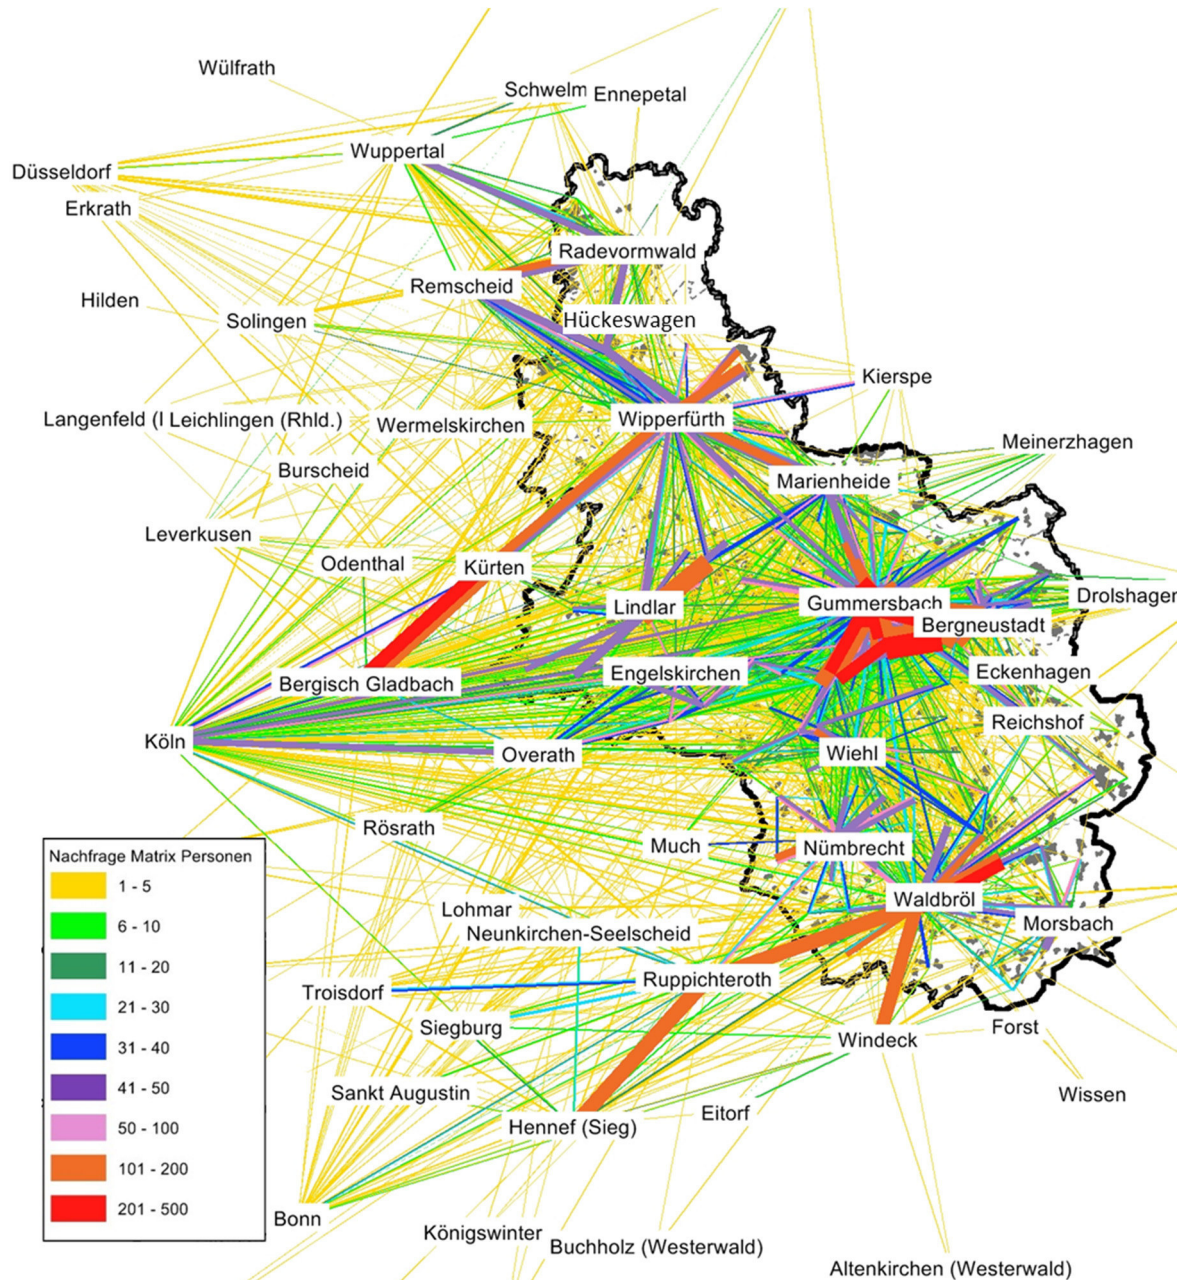 Wülfrath
Schwelm
Ennepetal
Wuppertal
Düsseldorf
Erkrath
Radevormwald
Remscheid
Hilden
Solingen
Hückeswagen
Kierspe
Langenfeld (l
Leichlingen (Rhld.)
Wermelskirchen
Wipperfürth
Meinerzhagen
Burscheid
Marienheide
Leverkusen
Odenthal
Kürten
Lindlar
Gummersbach
Drolshagen
Bergneustadt
Bergisch Gladbach
Engelskirchen
Eckenhagen
Reichshof
Köln
Overath
Wiehl
Rösrath
Much
Nümbrecht
Nachfrage Matrix Personen
1 - 5
6 - 10
11 - 20
21 - 30
31 - 40
41 - 50
50 - 100
101 - 200
201 - 500
Waldbröl
Lohmar
Neunkirchen-Seelscheid
Morsbach
Ruppichteroth
Troisdorf
Siegburg
Forst
Windeck
Sankt Augustin
Wissen
Eitorf
Hennef (Sieg)
Bonn
Königswinter
Buchholz (Westerwald)
Altenkirchen (Westerwald)